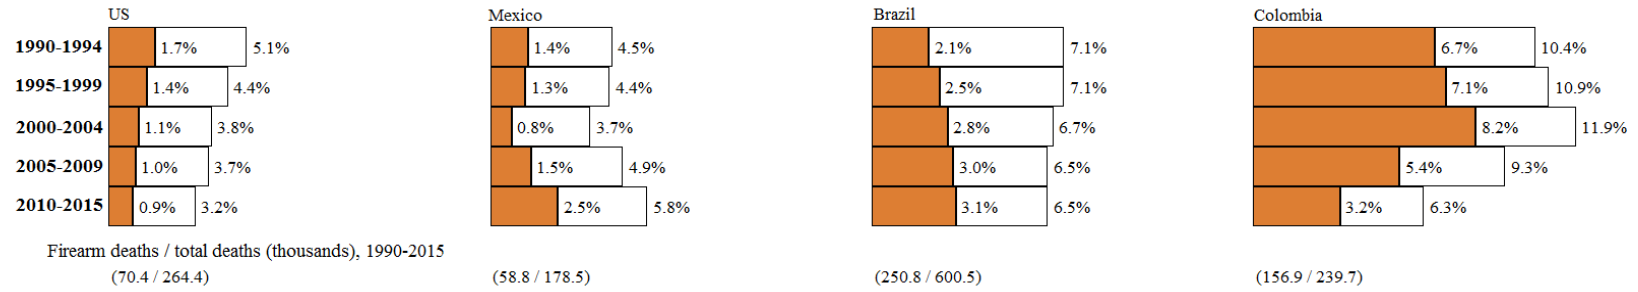 US Mexico Brazil Colombia
1990-1994 1.7% 5.1% 1.4% 4.5% 2.1% 7.1% 6.7% 10.4%
1995-1999 1.4% 4.4% 1.3% 4.4% 2.5% 7.1% 7.1% 10.9%
2000-2004 1.1% 3.8% 0.8% 3.7% 2.8% 6.7% 8.2% 11.9%
2005-2009 1.0% 3.7% 1.5% 4.9% 3.0% 6.5% 5.4% 9.3%
2010-2015 0.9% 3.2% 2.5% 5.8% 3.1% 6.5% 3.2% 6.3%
Firearm deaths / total deaths (thousands), 1990-2015
(70.4 / 264.4) (58.8 / 178.5) (250.8 / 600.5) (156.9 / 239.7)